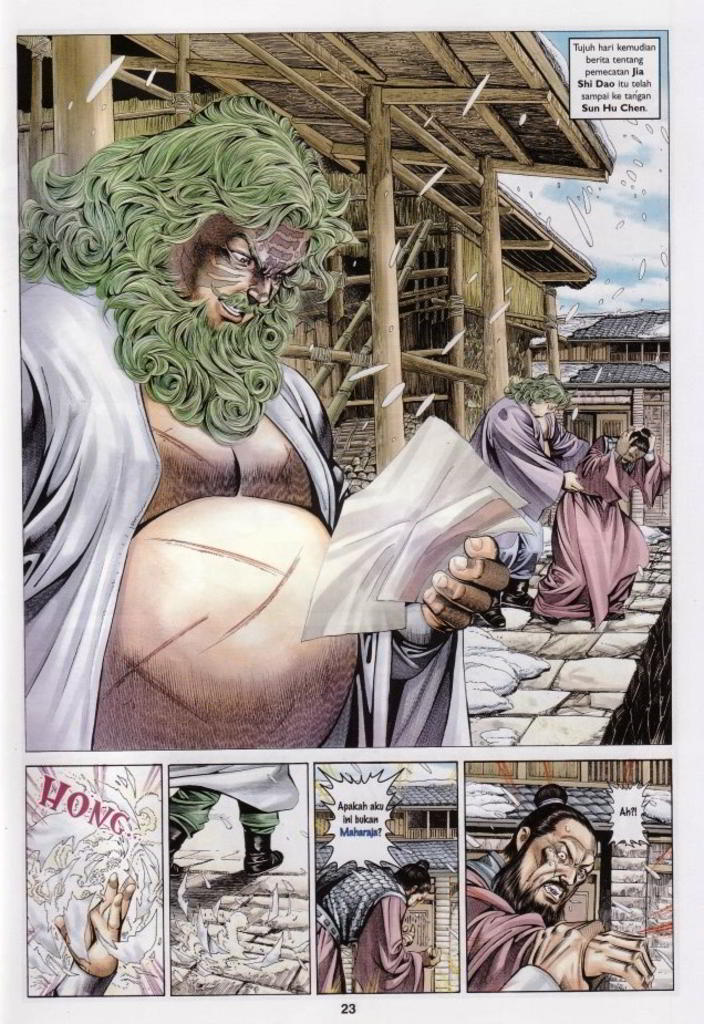 Tujuh hari kemudian
berita tentang
pemecatan Jia
Shi Dao ini telah
sampai ke tangan
Sun Hu Chen.
HONG
Apakah aku
ini bukan
Maharaja?
Ah?!
23